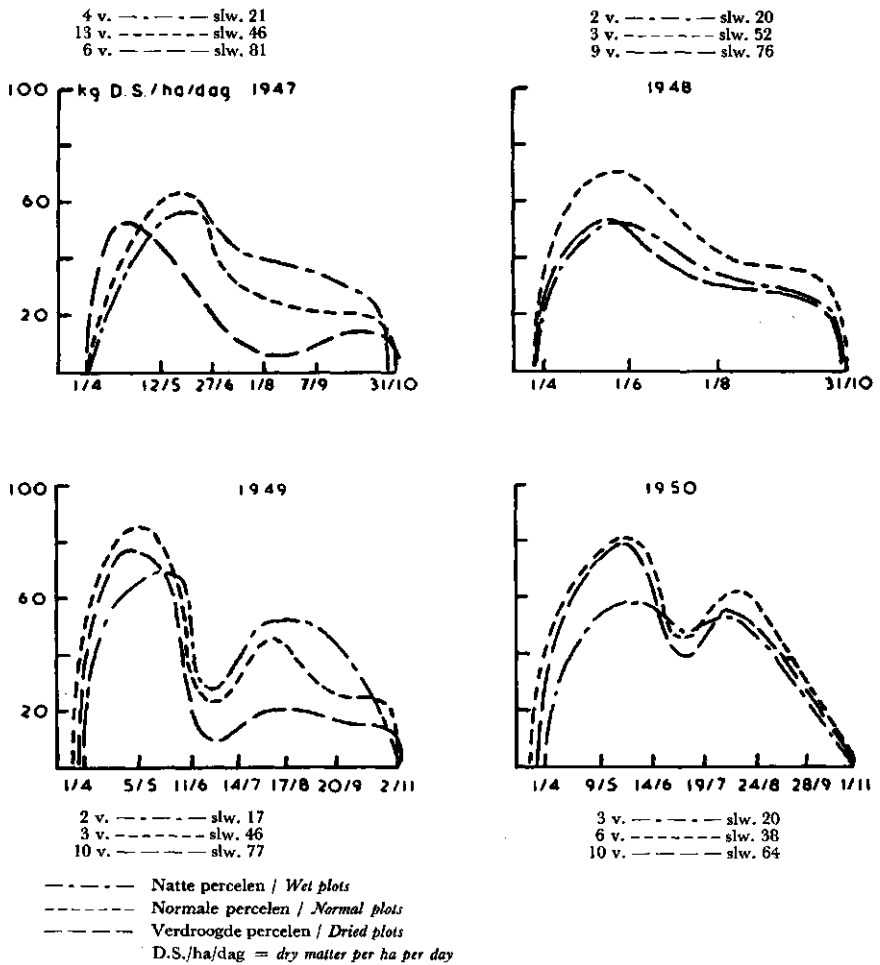 4 v. slw. 21
13 v. slw. 46
6 v. slw. 81
2 v. slw. 20
3 v. slw. 52
9 v. slw. 76
100 kg D.S./ha/dag 1947
60
20
1/4 12/5 27/6 1/8 7/9 31/10
1948
1/4 1/6 1/8 31/10
100 1949
60
20
1/4 5/5 11/6 14/7 17/8 20/9 2/11
1950
1/4 9/5 14/6 19/7 24/8 28/9 1/11
2 v. slw. 17
3 v. slw. 46
10 v. slw. 77
3 v. slw. 20
6 v. slw. 38
10 v. slw. 64
Natte percelen / Wet plots
Normale percelen / Normal plots
Verdroogde percelen / Dried plots
D.S./ha/dag = dry matter per ha per day